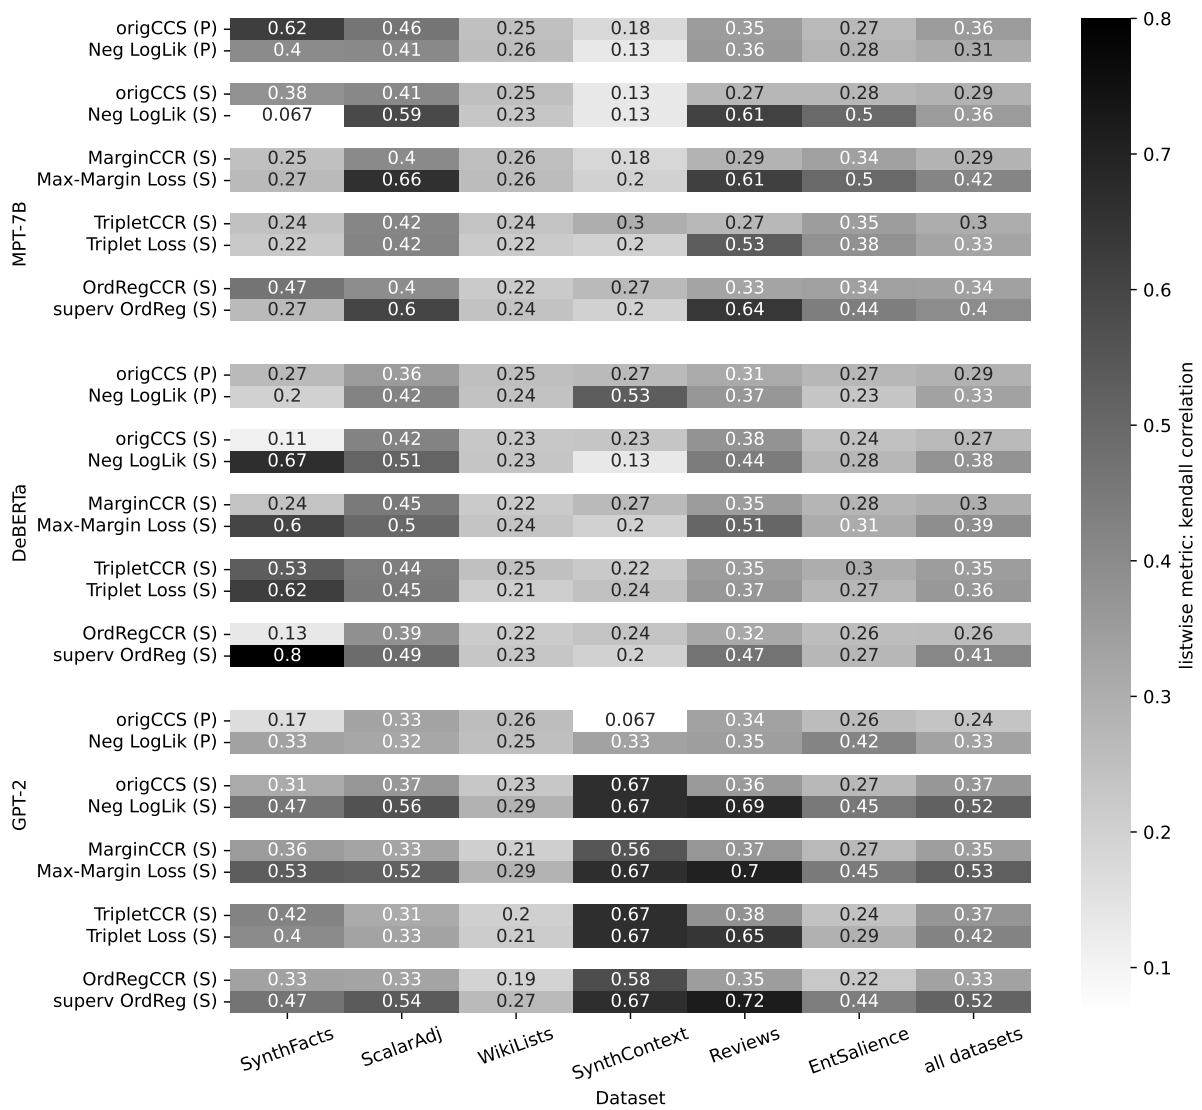 MPT-7B
origCCS (P) 0.62 0.46 0.25 0.18 0.35 0.27 0.36
Neg LogLik (P) 0.4 0.41 0.26 0.13 0.36 0.28 0.31
origCCS (S) 0.38 0.41 0.25 0.13 0.27 0.28 0.29
Neg LogLik (S) 0.067 0.59 0.23 0.13 0.61 0.5 0.36
MarginCCR (S) 0.25 0.4 0.26 0.18 0.29 0.34 0.29
Max-Margin Loss (S) 0.27 0.66 0.26 0.2 0.61 0.5 0.42
TripletCCR (S) 0.24 0.42 0.24 0.3 0.27 0.35 0.3
Triplet Loss (S) 0.22 0.42 0.22 0.2 0.53 0.38 0.33
OrdRegCCR (S) 0.47 0.4 0.22 0.27 0.33 0.34 0.34
superv OrdReg (S) 0.27 0.6 0.24 0.2 0.64 0.44 0.4
DeBERTa
origCCS (P) 0.27 0.36 0.25 0.27 0.31 0.27 0.29
Neg LogLik (P) 0.2 0.42 0.24 0.53 0.37 0.23 0.33
origCCS (S) 0.11 0.42 0.23 0.23 0.38 0.24 0.27
Neg LogLik (S) 0.67 0.51 0.23 0.13 0.44 0.28 0.38
MarginCCR (S) 0.24 0.45 0.22 0.27 0.35 0.28 0.3
Max-Margin Loss (S) 0.6 0.5 0.24 0.2 0.51 0.31 0.39
TripletCCR (S) 0.53 0.44 0.25 0.22 0.35 0.3 0.35
Triplet Loss (S) 0.62 0.45 0.21 0.24 0.37 0.27 0.36
OrdRegCCR (S) 0.13 0.39 0.22 0.24 0.32 0.26 0.26
superv OrdReg (S) 0.8 0.49 0.23 0.2 0.47 0.27 0.41
GPT-2
origCCS (P) 0.17 0.33 0.26 0.067 0.34 0.26 0.24
Neg LogLik (P) 0.33 0.32 0.25 0.33 0.35 0.42 0.33
origCCS (S) 0.31 0.37 0.23 0.67 0.36 0.27 0.37
Neg LogLik (S) 0.47 0.56 0.29 0.67 0.69 0.45 0.52
MarginCCR (S) 0.36 0.33 0.21 0.56 0.37 0.27 0.35
Max-Margin Loss (S) 0.53 0.52 0.29 0.67 0.7 0.45 0.53
TripletCCR (S) 0.42 0.31 0.2 0.67 0.38 0.24 0.37
Triplet Loss (S) 0.4 0.33 0.21 0.67 0.65 0.29 0.42
OrdRegCCR (S) 0.33 0.33 0.19 0.58 0.35 0.22 0.33
superv OrdReg (S) 0.47 0.54 0.27 0.67 0.72 0.44 0.52
SynthFacts ScalarAdj WikiLists SynthContext Reviews EntSalience all datasets
Dataset
0.8
0.7
0.6
0.5
0.4
0.3
0.2
0.1
listwise metric: kendall correlation